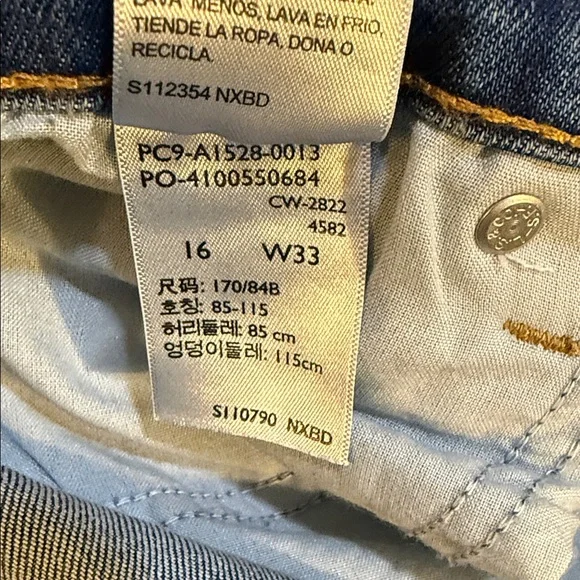 LAVA MENOS, LAVA EN FRIO,
TIENDE LA ROPA, DONA O
RECICLA.
S112354 NXBD
PC9-A1528-0013
PO-4100550684
CW-2822
4582
16 W33
尺码: 170/84B
호칭: 85-115
허리둘레: 85 cm
엉덩이둘레: 115cm
S110790 NXBD